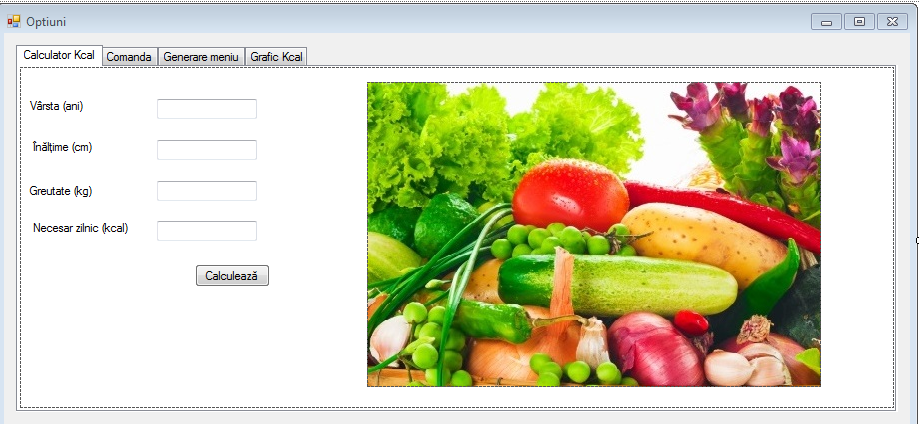 Optiuni
Calculator Kcal Comanda Generare meniu Grafic Kcal
Vârsta (ani)
Înălțime (cm)
Greutate (kg)
Necesar zilnic (kcal)
Calculează